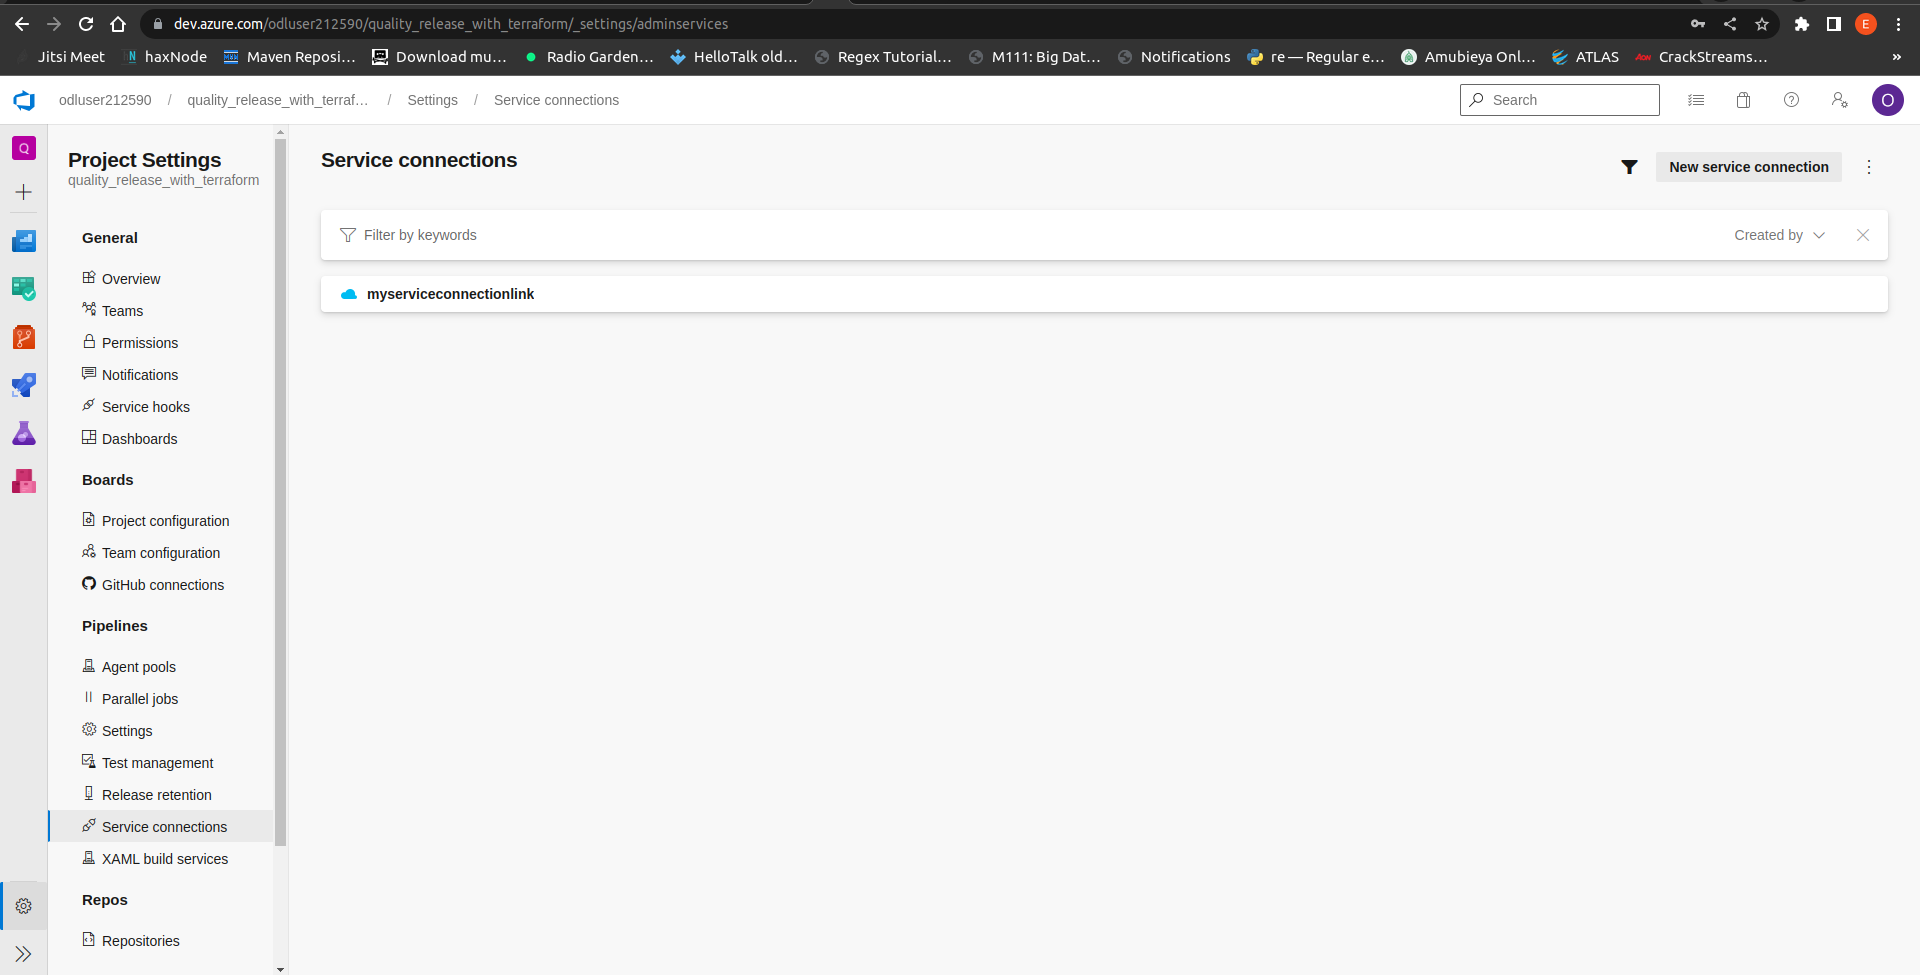 dev.azure.com/odluser212590/quality_release_with_terraform/_settings/adminservices
E
Jitsi Meet haxNode Maven Reposi... Download mu... Radio Garden... HelloTalk old... Regex Tutorial... M111: Big Dat... Notifications re — Regular e... Amubieya Onl... ATLAS CrackStreams... »
odluser212590 / quality_release_with_terraf... / Settings / Service connections
Search
O
Q
Project Settings
quality_release_with_terraform
General
Overview
Teams
Permissions
Notifications
Service hooks
Dashboards
Boards
Project configuration
Team configuration
GitHub connections
Pipelines
Agent pools
Parallel jobs
Settings
Test management
Release retention
Service connections
XAML build services
Repos
Repositories
Service connections
New service connection
Filter by keywords
Created by
myserviceconnectionlink